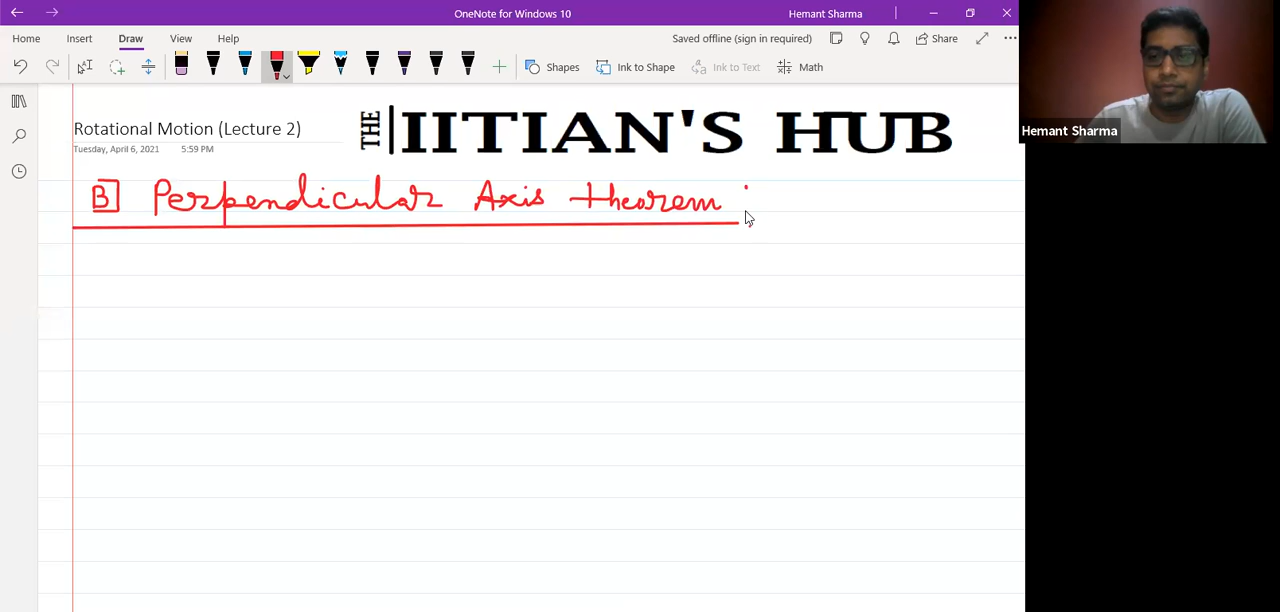 OneNote for Windows 10
Hemant Sharma
Home Insert Draw View Help
Saved offline (sign in required)
Share
Shapes
Ink to Shape
Ink to Text
Math
Hemant Sharma
Rotational Motion (Lecture 2)
Tuesday, April 6, 2021 5:59 PM
THE IITIAN'S HUB
B Perpendicular Axis theorem :